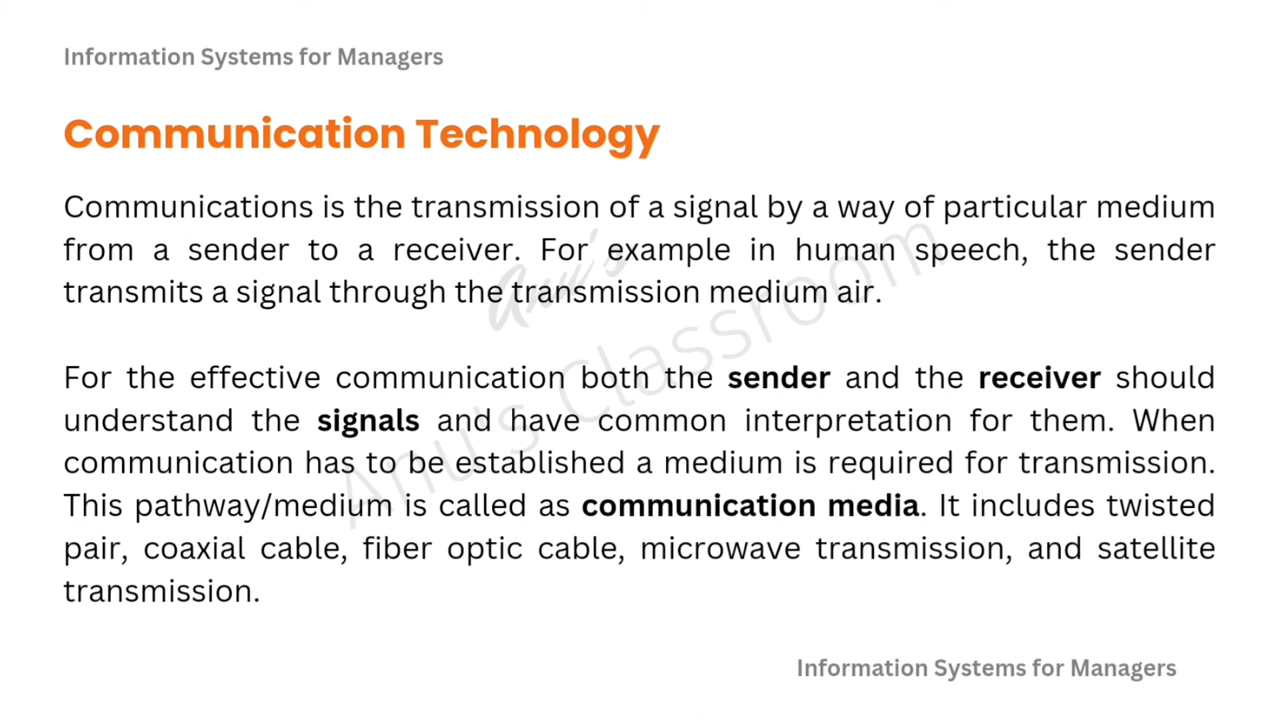 Information Systems for Managers
Communication Technology
Communications is the transmission of a signal by a way of particular medium
from a sender to a receiver. For example in human speech, the sender
transmits a signal through the transmission medium air.
For the effective communication both the sender and the receiver should
understand the signals and have common interpretation for them. When
communication has to be established a medium is required for transmission.
This pathway/medium is called as communication media. It includes twisted
pair, coaxial cable, fiber optic cable, microwave transmission, and satellite
transmission.
Anu's
Anu's Classroom
Information Systems for Managers